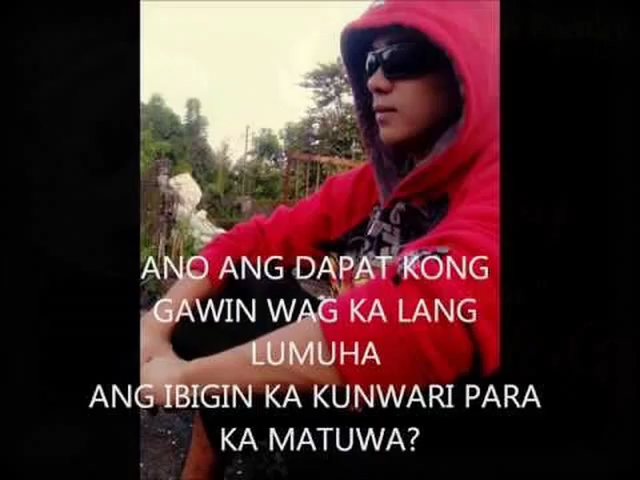 ANO ANG DAPAT KONG
GAWIN WAG KA LANG
LUMUHA
ANG IBIGIN KA KUNWARI PARA
KA MATUWA?